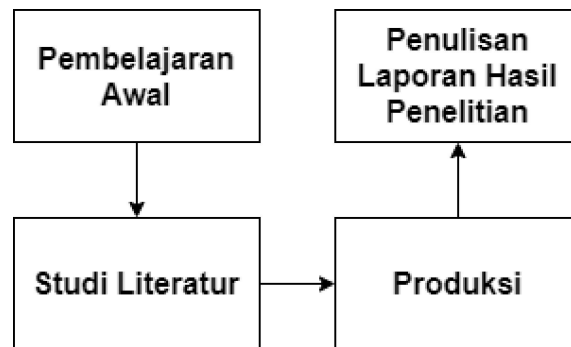 Pembelajaran
Awal
Studi Literatur
Produksi
Penulisan
Laporan Hasil
Penelitian